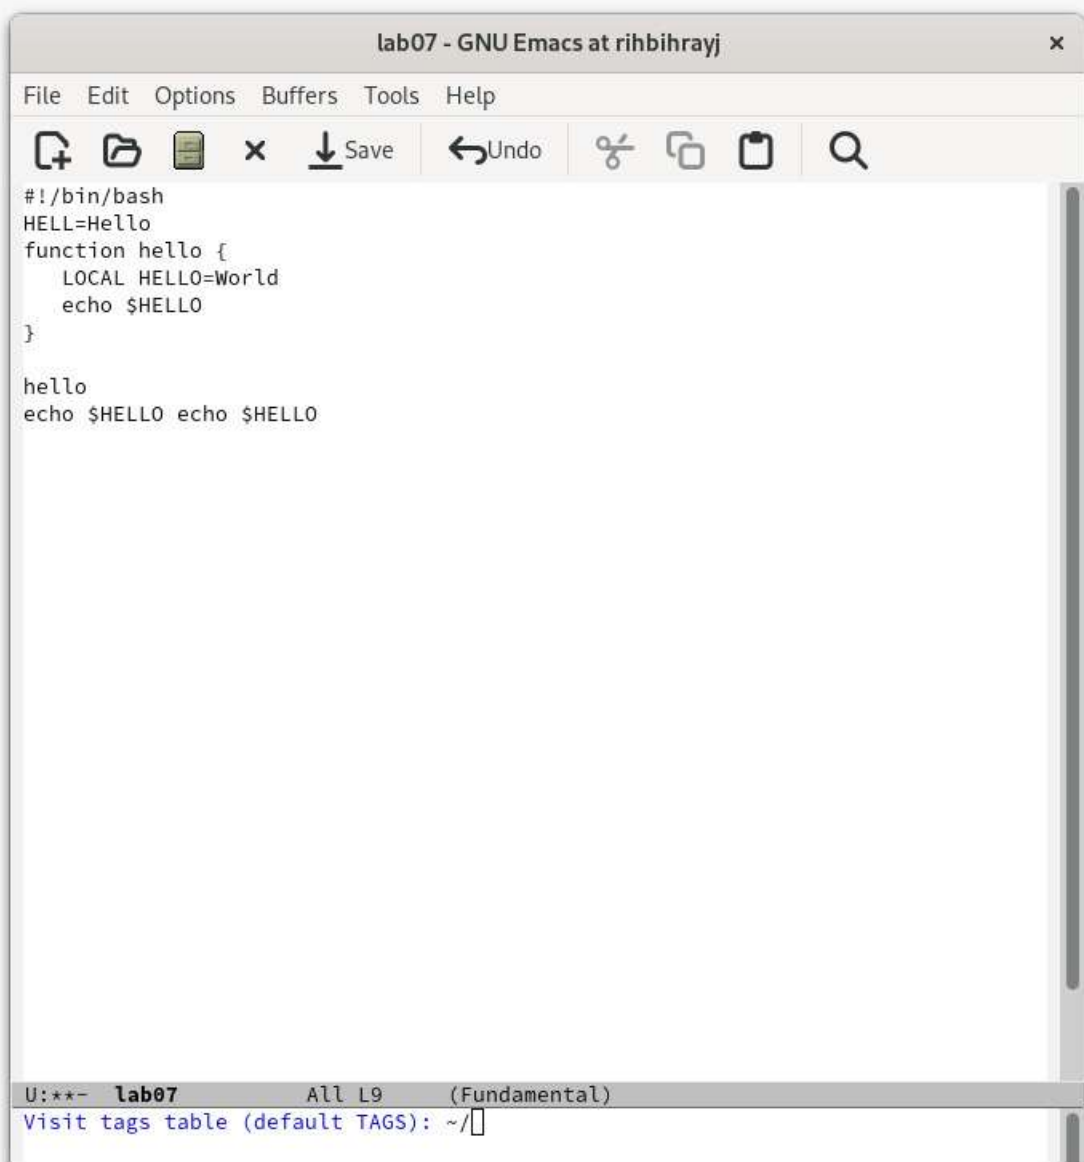 lab07 - GNU Emacs at rihbihrayj
File Edit Options Buffers Tools Help
Save Undo
#!/bin/bash
HELL=Hello
function hello {
   LOCAL HELLO=World
   echo $HELLO
}
hello
echo $HELLO echo $HELLO
U:**-  lab07          All L9     (Fundamental)
Visit tags table (default TAGS): ~/